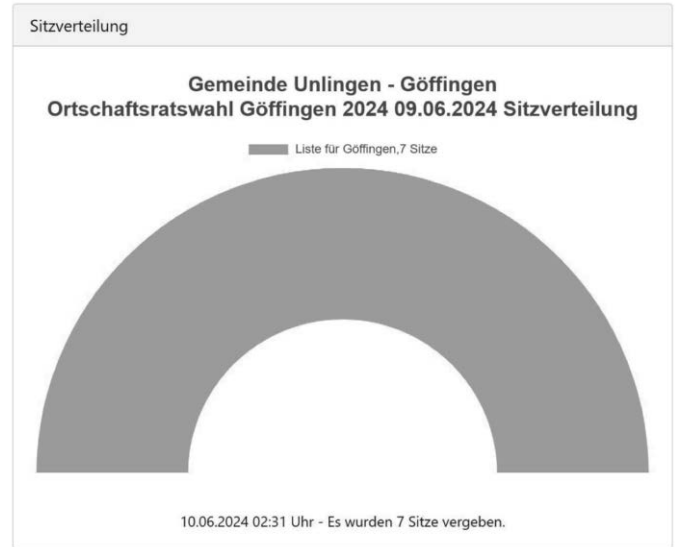 Sitzverteilung
Gemeinde Unlingen - Göffingen
Ortschaftsratswahl Göffingen 2024 09.06.2024 Sitzverteilung
Liste für Göffingen,7 Sitze
10.06.2024 02:31 Uhr - Es wurden 7 Sitze vergeben.